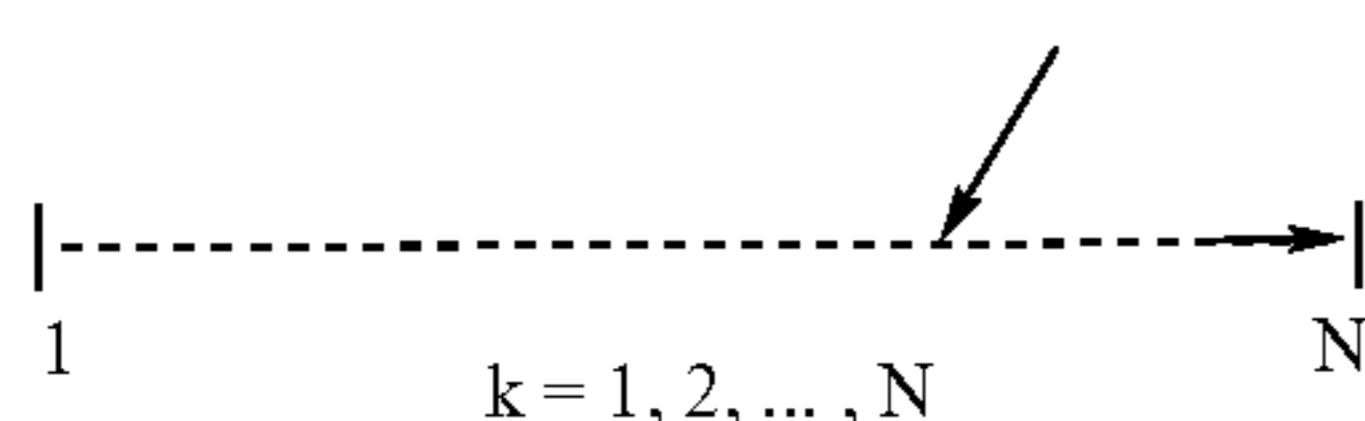 1 N
k = 1, 2, ... , N